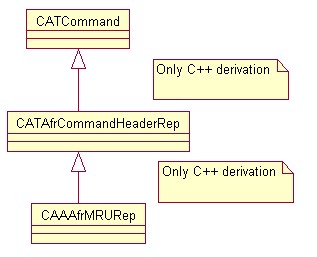 CATCommand
Only C++ derivation
CATAfrCommandHeaderRep
Only C++ derivation
CAAAfrMRURep